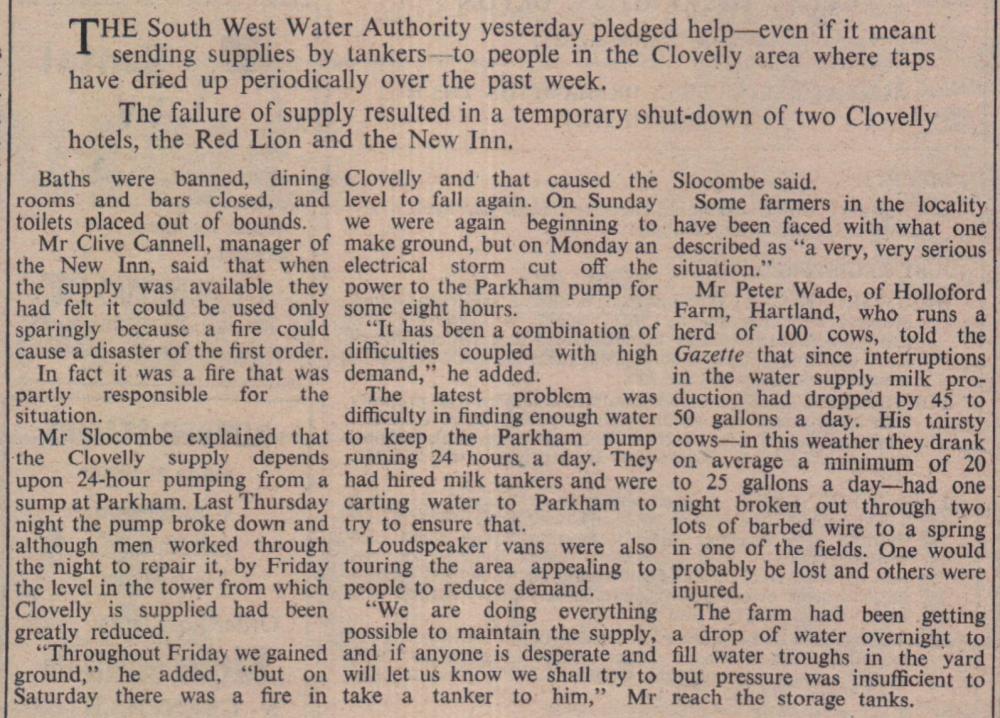 THE South West Water Authority yesterday pledged help—even if it meant
sending supplies by tankers—to people in the Clovelly area where taps
have dried up periodically over the past week.
The failure of supply resulted in a temporary shut-down of two Clovelly
hotels, the Red Lion and the New Inn.
Baths were banned, dining
rooms and bars closed, and
toilets placed out of bounds.
Mr Clive Cannell, manager of
the New Inn, said that when
the supply was available they
had felt it could be used only
sparingly because a fire could
cause a disaster of the first order.
In fact it was a fire that was
partly responsible for the
situation.
Mr Slocombe explained that
the Clovelly supply depends
upon 24-hour pumping from a
sump at Parkham. Last Thursday
night the pump broke down and
although men worked through
the night to repair it, by Friday
the level in the tower from which
Clovelly is supplied had been
greatly reduced.
"Throughout Friday we gained
ground," he added, "but on
Saturday there was a fire in
Clovelly and that caused the
level to fall again. On Sunday
we were again beginning to
make ground, but on Monday an
electrical storm cut off the
power to the Parkham pump for
some eight hours.
"It has been a combination of
difficulties coupled with high
demand," he added.
The latest problem was
difficulty in finding enough water
to keep the Parkham pump
running 24 hours a day. They
had hired milk tankers and were
carting water to Parkham to
try to ensure that.
Loudspeaker vans were also
touring the area appealing to
people to reduce demand.
"We are doing everything
possible to maintain the supply,
and if anyone is desperate and
will let us know we shall try to
take a tanker to him," Mr
Slocombe said.
Some farmers in the locality
have been faced with what one
described as "a very, very serious
situation."
Mr Peter Wade, of Holloford
Farm, Hartland, who runs a
herd of 100 cows, told the
Gazette that since interruptions
in the water supply milk pro-
duction had dropped by 45 to
50 gallons a day. His thirsty
cows—in this weather they drank
on average a minimum of 20
to 25 gallons a day—had one
night broken out through two
lots of barbed wire to a spring
in one of the fields. One would
probably be lost and others were
injured.
The farm had been getting
a drop of water overnight to
fill water troughs in the yard
but pressure was insufficient to
reach the storage tanks.